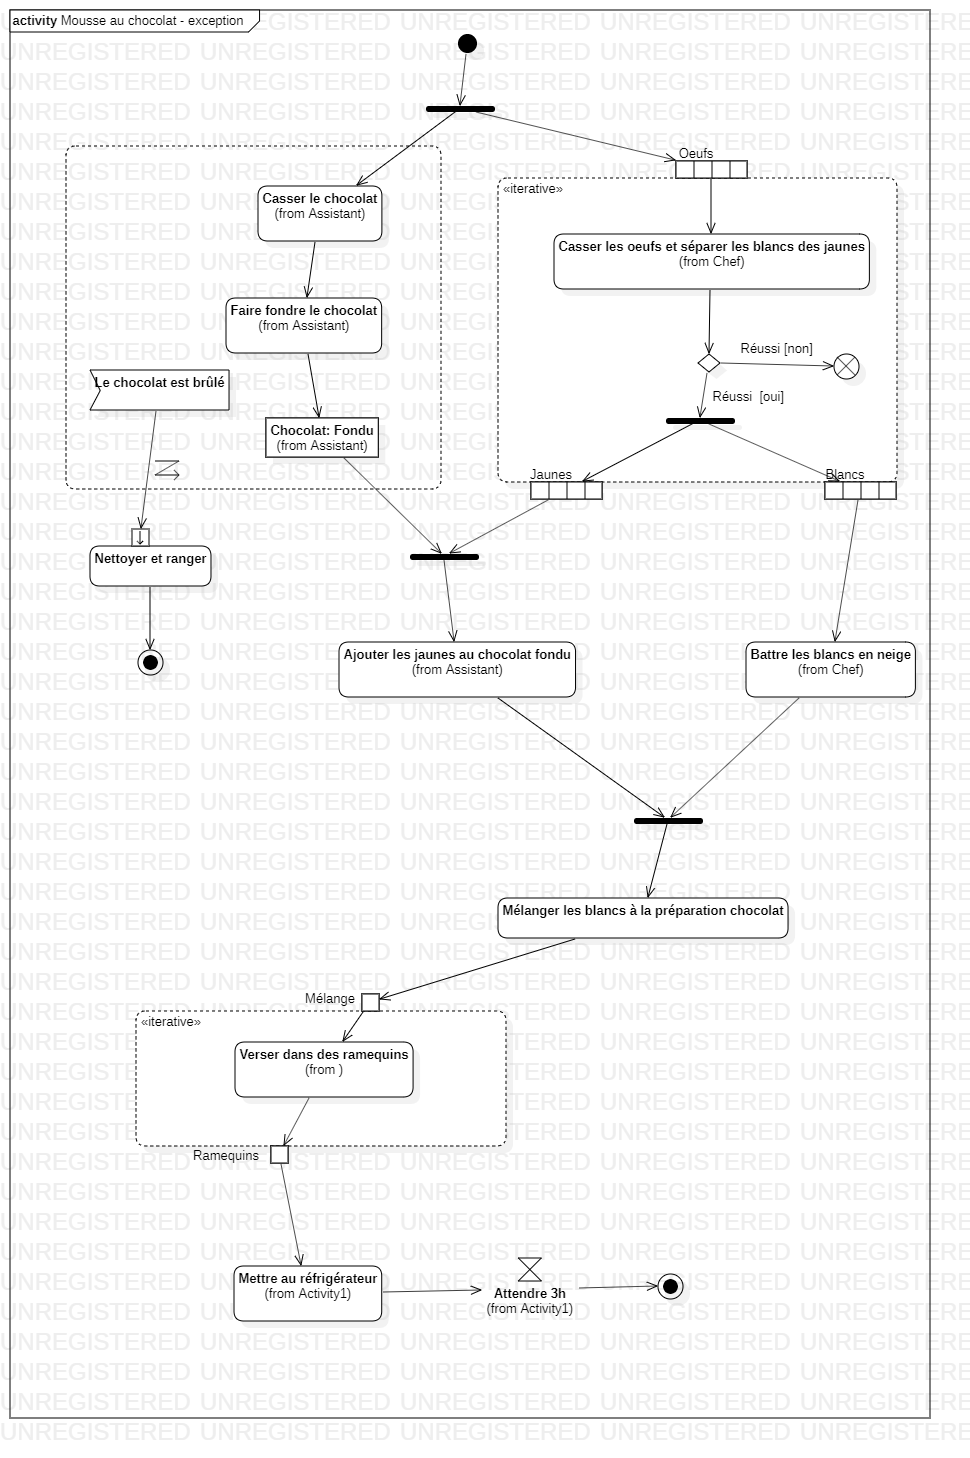 activity Mousse au chocolat - exception
Oeufs
«iterative»
Casser le chocolat
(from Assistant)
Casser les oeufs et séparer les blancs des jaunes
(from Chef)
Faire fondre le chocolat
(from Assistant)
Réussi [non]
Le chocolat est brûlé
Réussi [oui]
Chocolat: Fondu
(from Assistant)
Jaunes
Blancs
Nettoyer et ranger
Ajouter les jaunes au chocolat fondu
(from Assistant)
Battre les blancs en neige
(from Chef)
Mélanger les blancs à la préparation chocolat
Mélange
«iterative»
Verser dans des ramequins
(from )
Ramequins
Mettre au réfrigérateur
(from Activity1)
Attendre 3h
(from Activity1)
UNREGISTERED